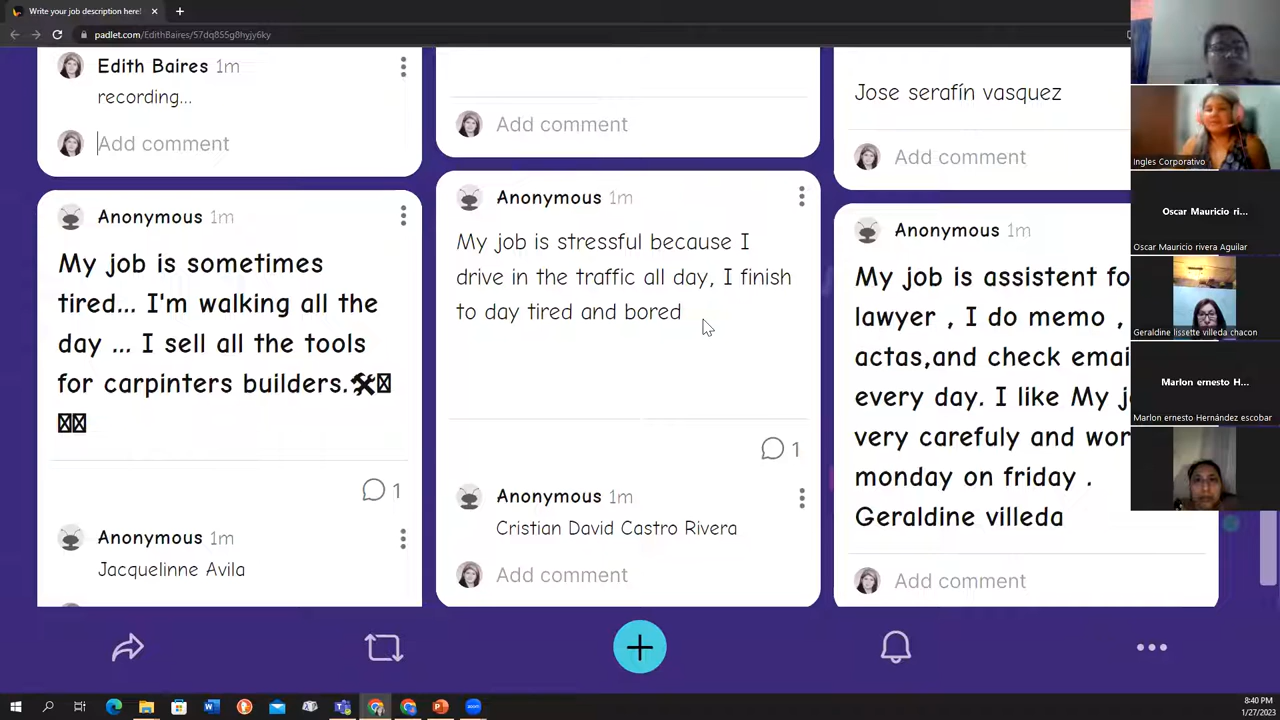 Write your job description here!
padlet.com/EdithBaires/57dq855g8hyjy6ky
Edith Baires 1m
recording...
Add comment
Anonymous 1m
My job is sometimes
tired... I'm walking all the
day ... I sell all the tools
for carpinters builders.
1
Anonymous 1m
Jacquelinne Avila
Add comment
Anonymous 1m
My job is stressful because I
drive in the traffic all day, I finish
to day tired and bored
1
Anonymous 1m
Cristian David Castro Rivera
Add comment
Jose serafín vasquez
Add comment
Anonymous 1m
My job is assistent fo
lawyer , I do memo ,
actas,and check emai
every day. I like My j
very carefuly and wor
monday on friday .
Geraldine villeda
Add comment
Ingles Corporativo
Oscar Mauricio ri...
Oscar Mauricio rivera Aguilar
Geraldine lissette villeda chacon
Marlon ernesto H...
Marlon ernesto Hernández escobar
8:40 PM
1/27/2023